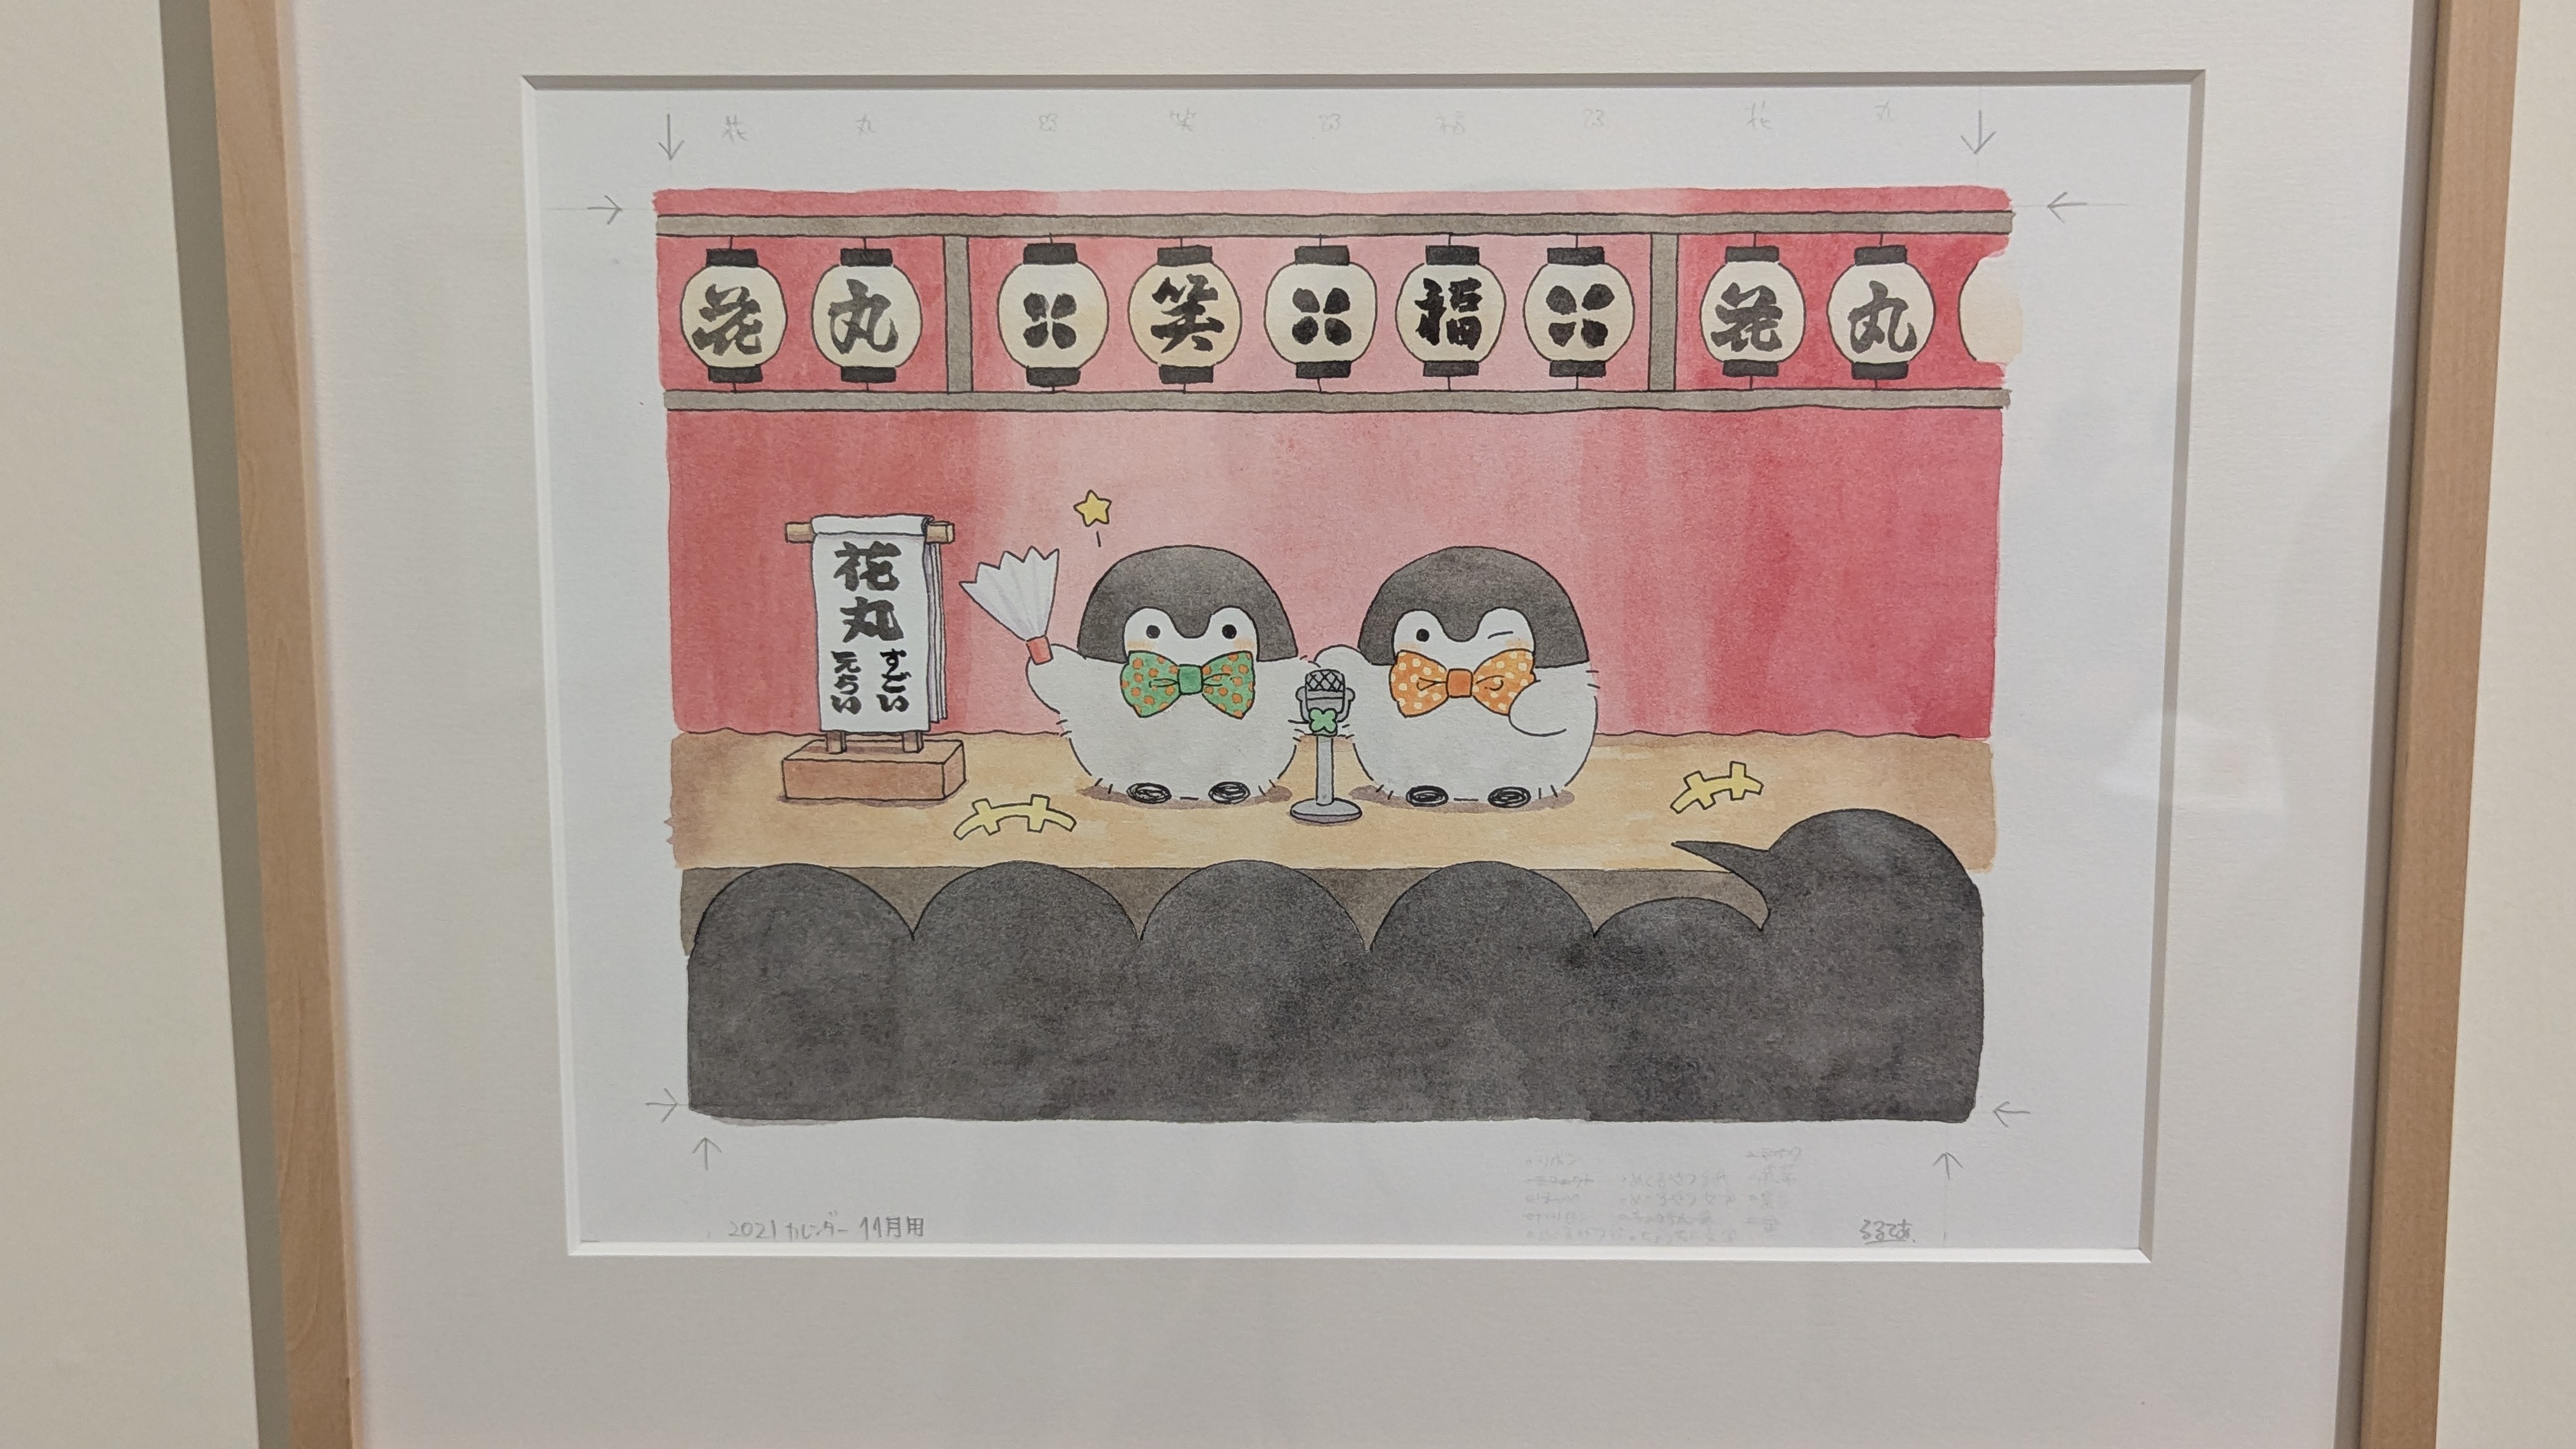 花 丸 笑 福 花 丸
花 丸 笑 福 花 丸
花丸
すごい
えらい
2021 カレンダー 11月用
るるてあ